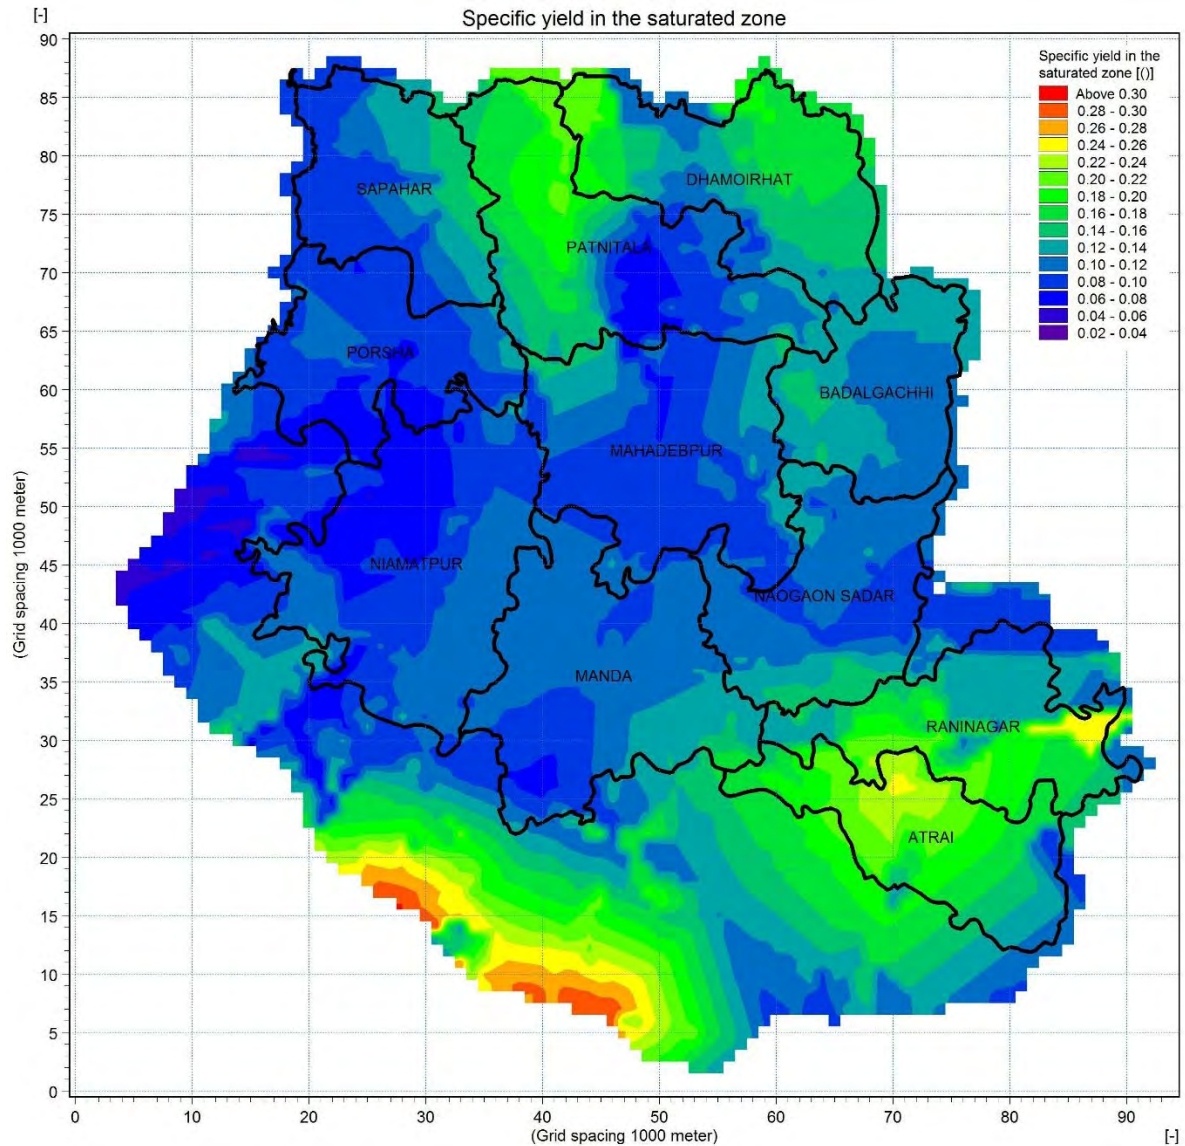 [-]
Specific yield in the saturated zone
90
85
80
75
70
65
60
55
50
45
40
35
30
25
20
15
10
5
0
(Grid spacing 1000 meter)
Specific yield in the
saturated zone [()]
Above 0.30
0.28 - 0.30
0.26 - 0.28
0.24 - 0.26
0.22 - 0.24
0.20 - 0.22
0.18 - 0.20
0.16 - 0.18
0.14 - 0.16
0.12 - 0.14
0.10 - 0.12
0.08 - 0.10
0.06 - 0.08
0.04 - 0.06
0.02 - 0.04
SAPAHAR
DHAMOIRHAT
PATNITALA
PORSHA
BADALGACHHI
MAHADEBPUR
NIAMATPUR
NAOGAON SADAR
MANDA
RANINAGAR
ATRAI
0 10 20 30 40 50 60 70 80 90
(Grid spacing 1000 meter)
[-]